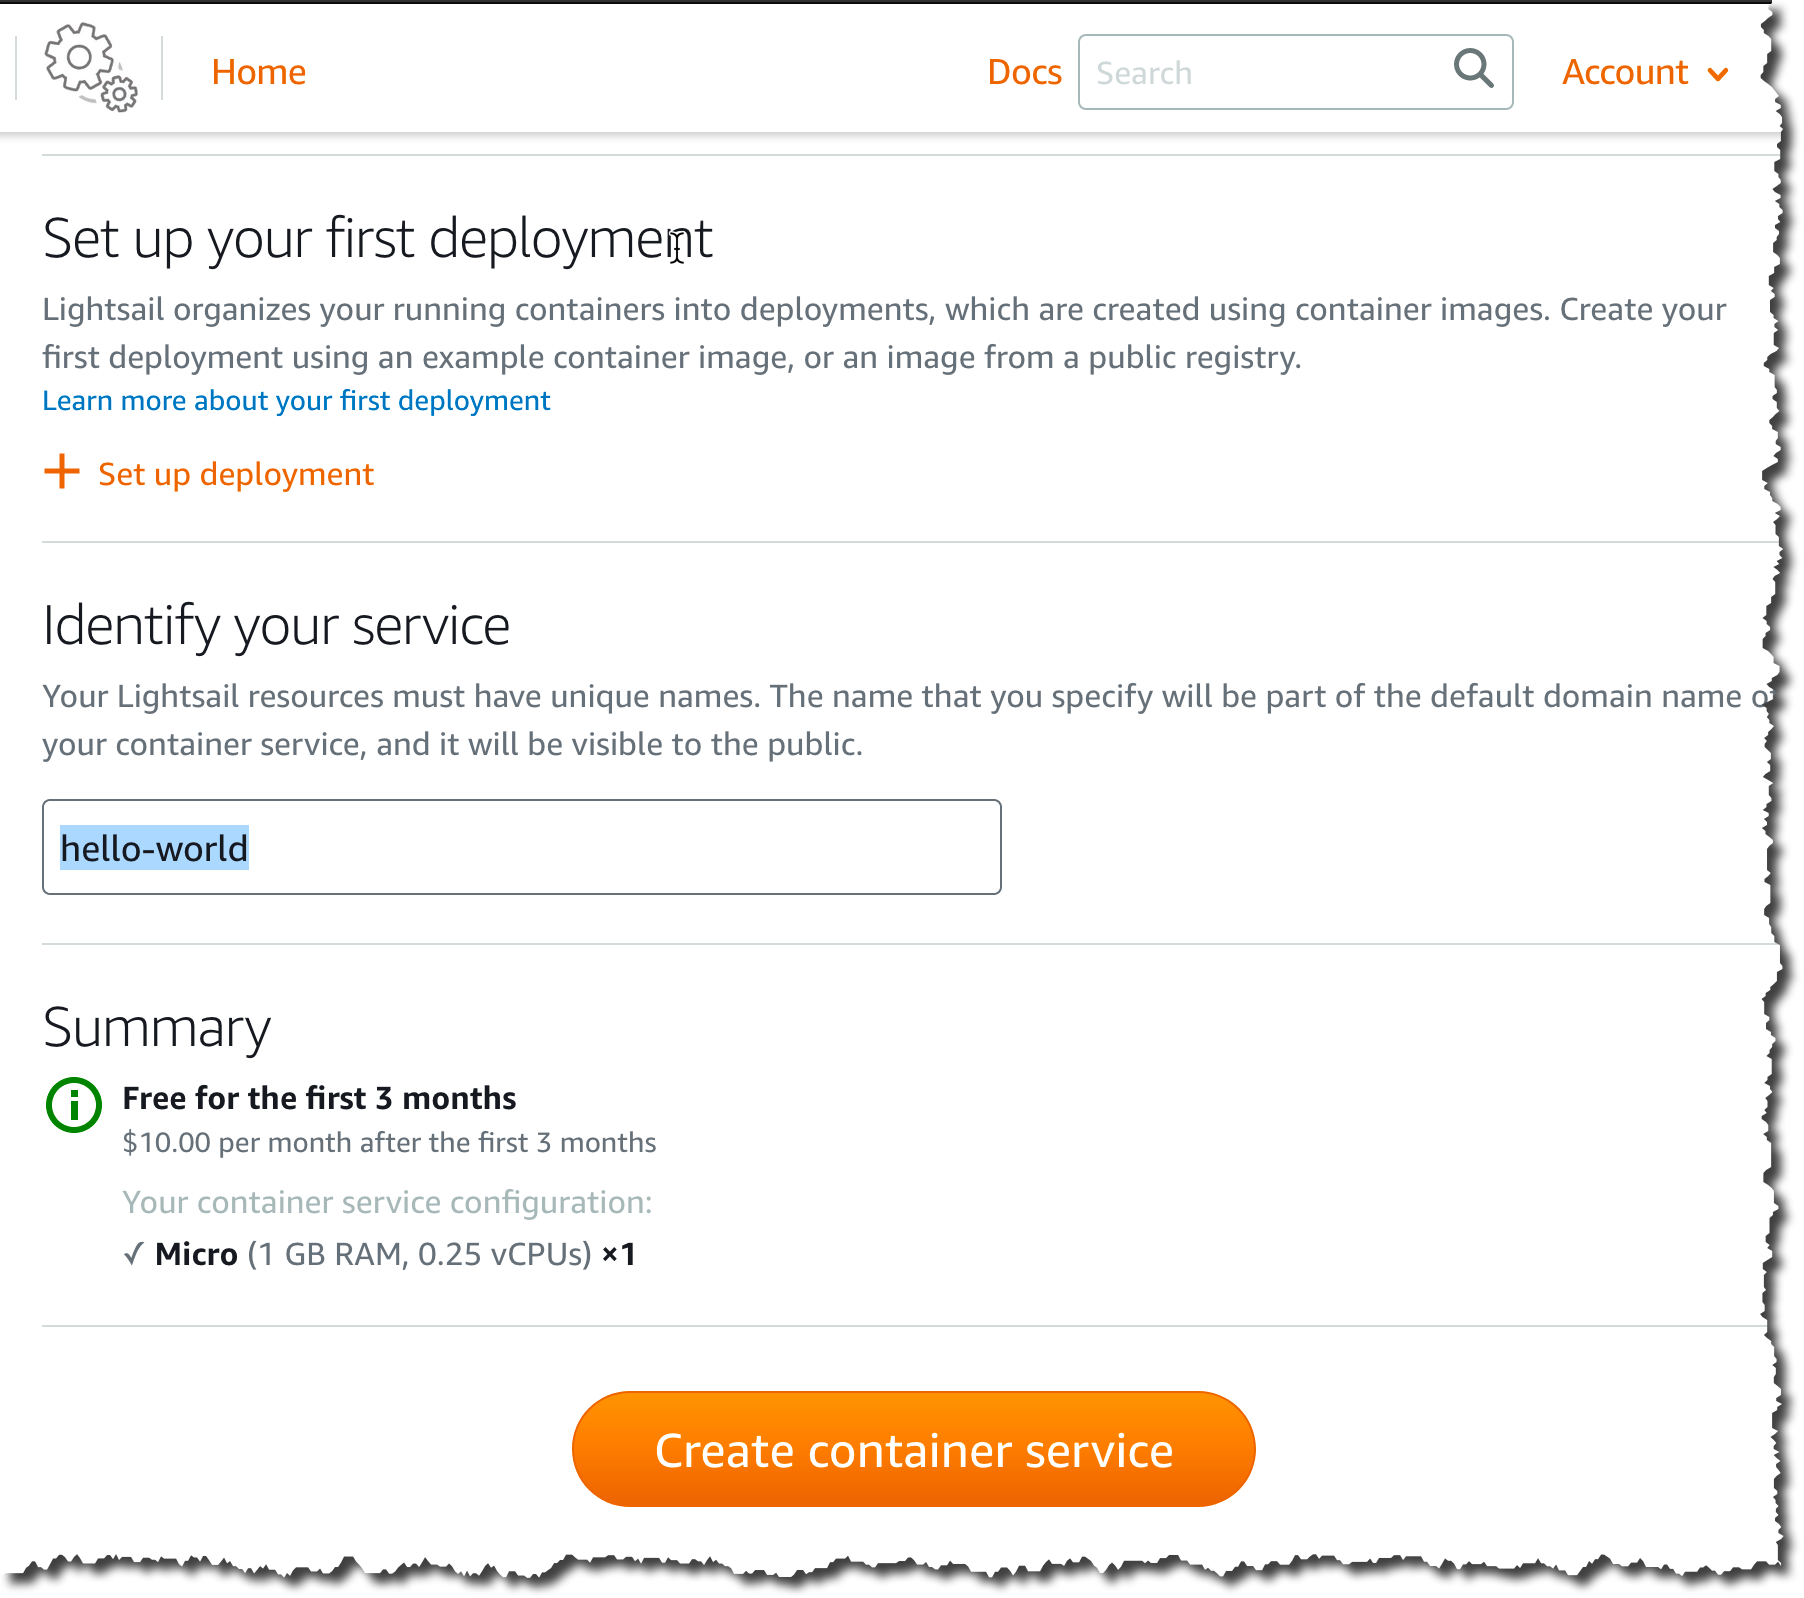 Home
Docs
Search
Account
Set up your first deployment
Lightsail organizes your running containers into deployments, which are created using container images. Create your
first deployment using an example container image, or an image from a public registry.
Learn more about your first deployment
+ Set up deployment
Identify your service
Your Lightsail resources must have unique names. The name that you specify will be part of the default domain name
your container service, and it will be visible to the public.
hello-world
Summary
Free for the first 3 months
$10.00 per month after the first 3 months
Your container service configuration:
✓ Micro (1 GB RAM, 0.25 vCPUs) ×1
Create container service